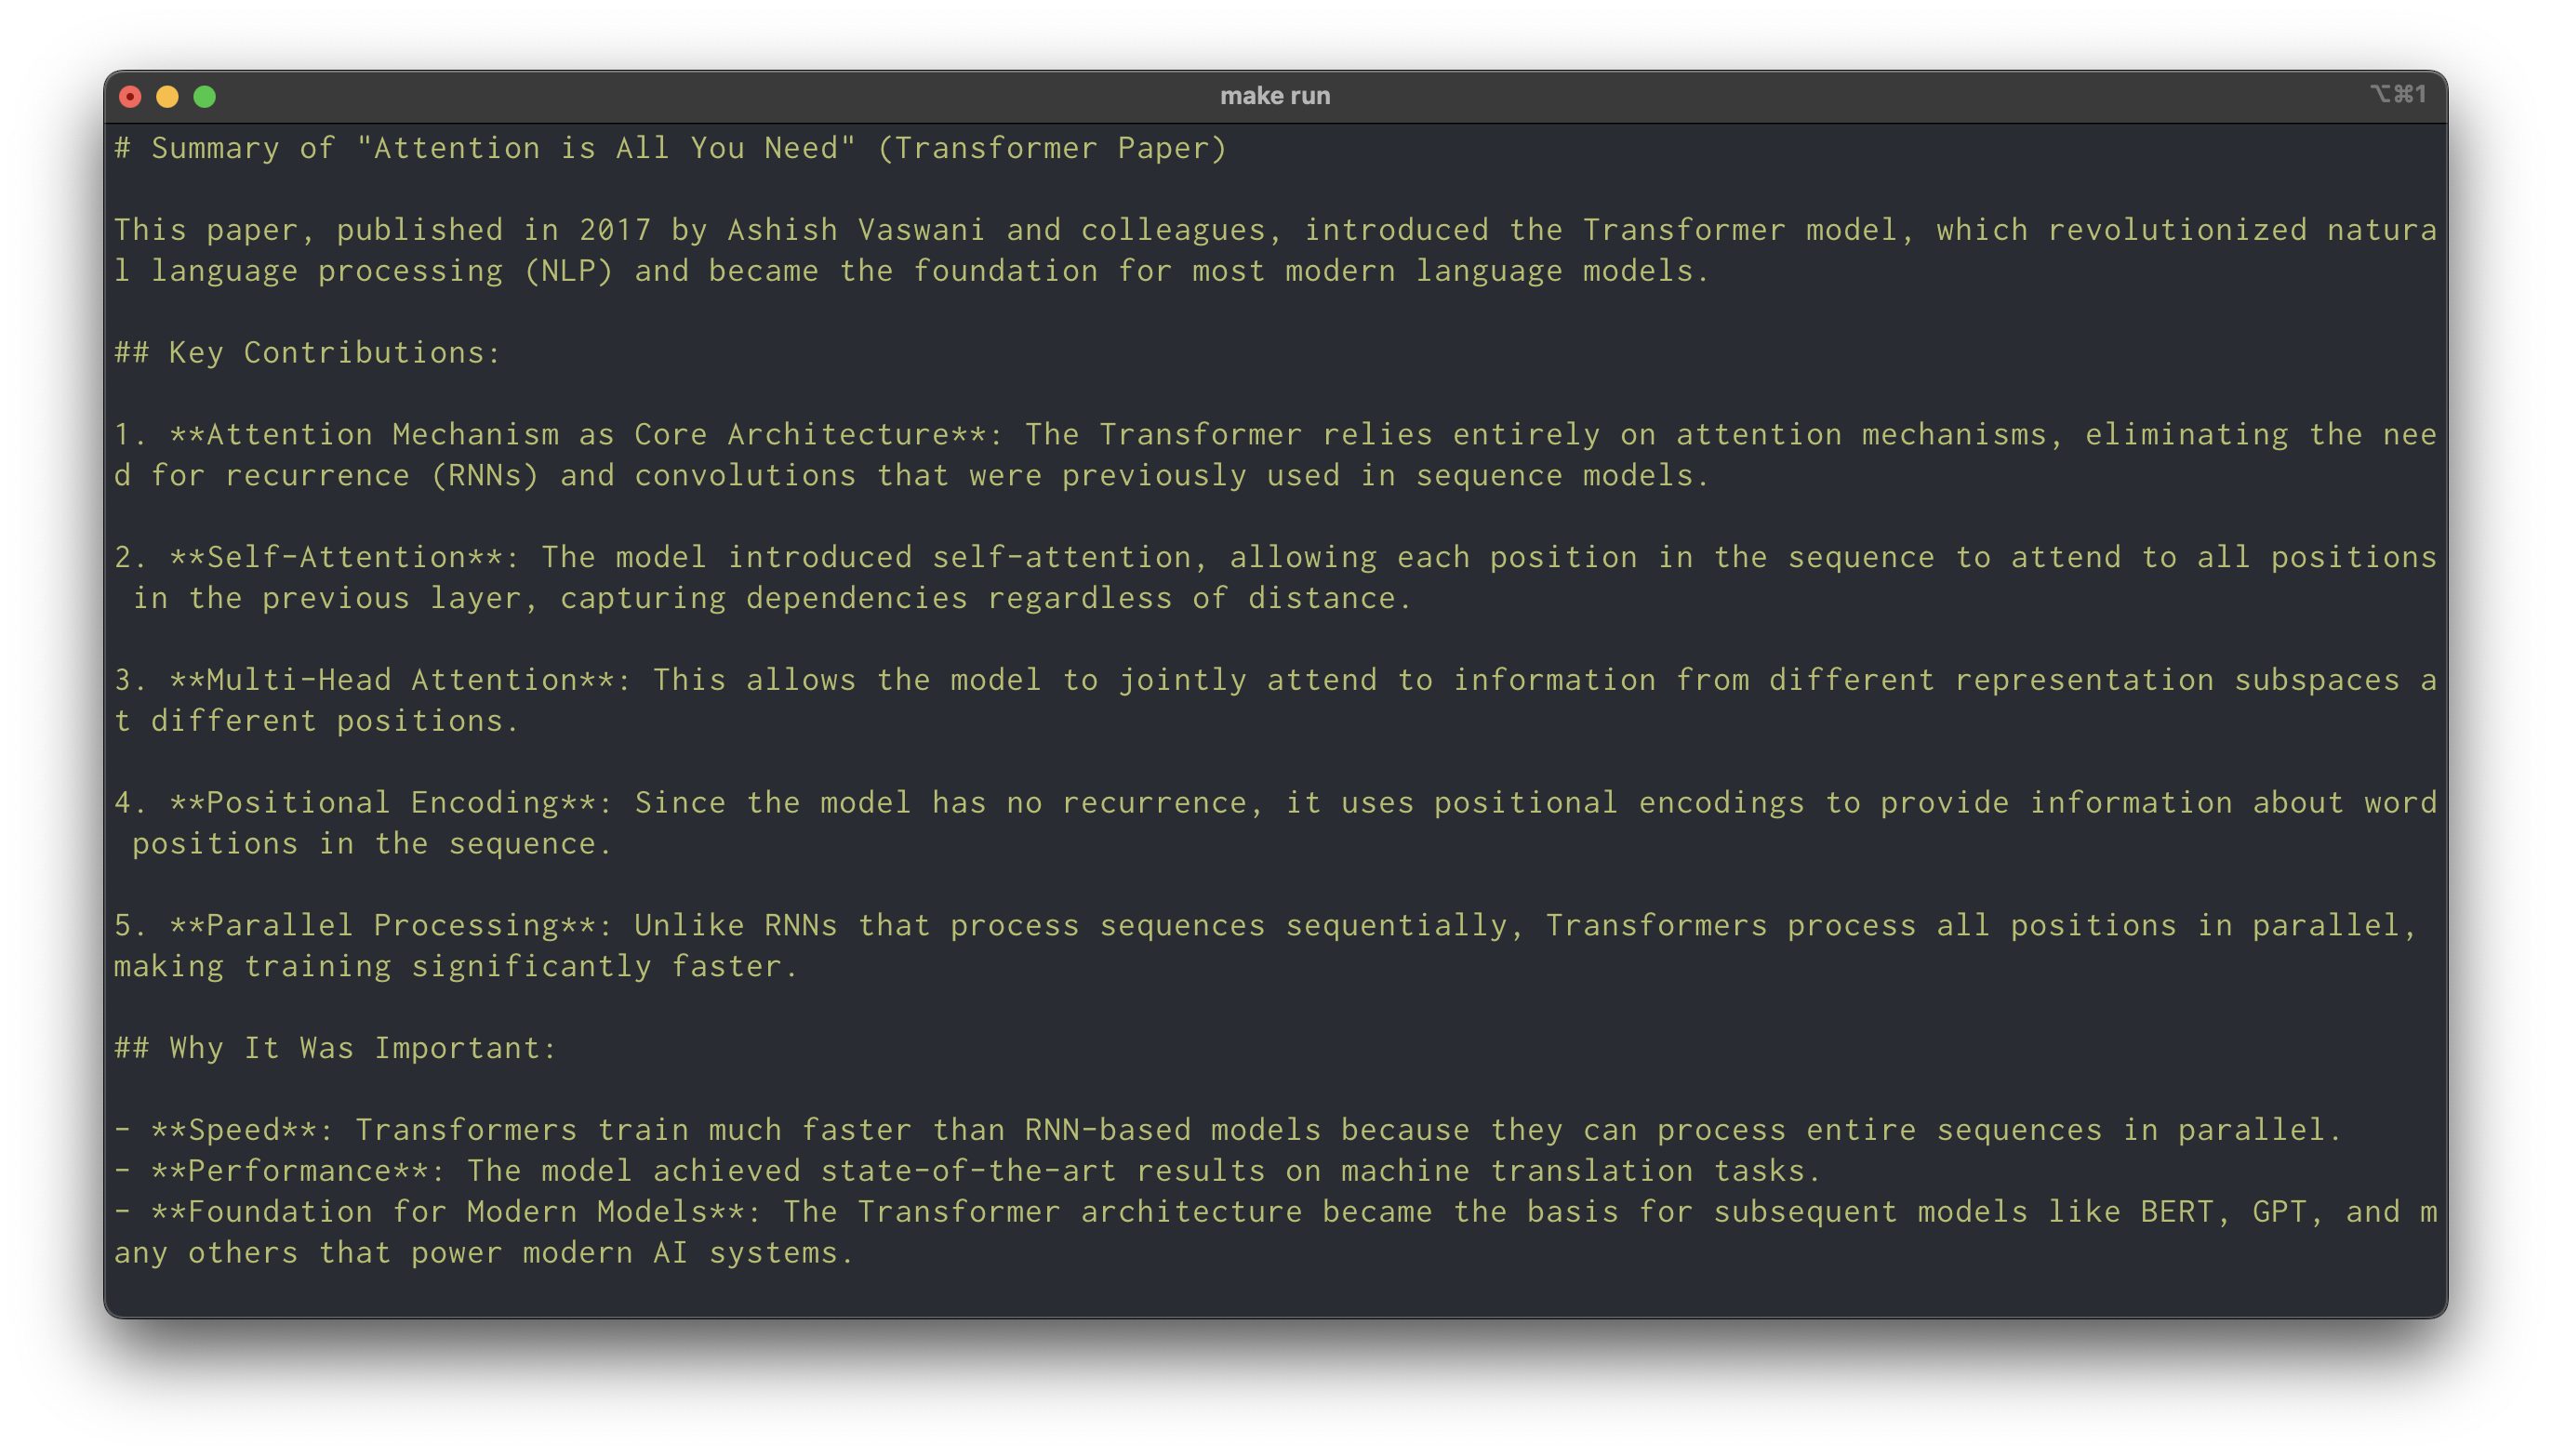 make run
⌥⌘1
# Summary of "Attention is All You Need" (Transformer Paper)
This paper, published in 2017 by Ashish Vaswani and colleagues, introduced the Transformer model, which revolutionized natura
l language processing (NLP) and became the foundation for most modern language models.
## Key Contributions:
1. **Attention Mechanism as Core Architecture**: The Transformer relies entirely on attention mechanisms, eliminating the nee
d for recurrence (RNNs) and convolutions that were previously used in sequence models.
2. **Self-Attention**: The model introduced self-attention, allowing each position in the sequence to attend to all positions
 in the previous layer, capturing dependencies regardless of distance.
3. **Multi-Head Attention**: This allows the model to jointly attend to information from different representation subspaces a
t different positions.
4. **Positional Encoding**: Since the model has no recurrence, it uses positional encodings to provide information about word
 positions in the sequence.
5. **Parallel Processing**: Unlike RNNs that process sequences sequentially, Transformers process all positions in parallel,
making training significantly faster.
## Why It Was Important:
- **Speed**: Transformers train much faster than RNN-based models because they can process entire sequences in parallel.
- **Performance**: The model achieved state-of-the-art results on machine translation tasks.
- **Foundation for Modern Models**: The Transformer architecture became the basis for subsequent models like BERT, GPT, and m
any others that power modern AI systems.